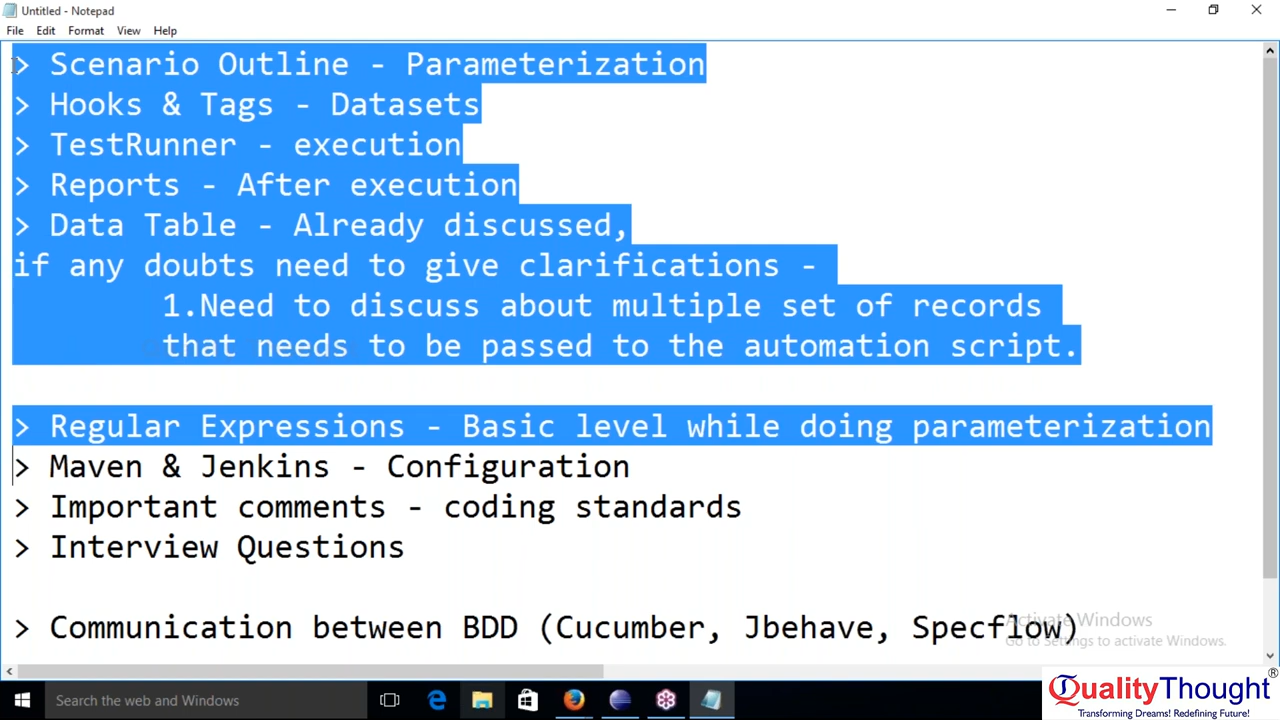 Untitled - Notepad
File Edit Format View Help
> Scenario Outline - Parameterization
> Hooks & Tags - Datasets
> TestRunner - execution
> Reports - After execution
> Data Table - Already discussed,
if any doubts need to give clarifications -
1.Need to discuss about multiple set of records
that needs to be passed to the automation script.
> Regular Expressions - Basic level while doing parameterization
> Maven & Jenkins - Configuration
> Important comments - coding standards
> Interview Questions
> Communication between BDD (Cucumber, Jbehave, Specflow)
Activate Windows
Go to Settings to activate Windows.
Search the web and Windows
QualityThought®
Transforming Dreams! Redefining Future!